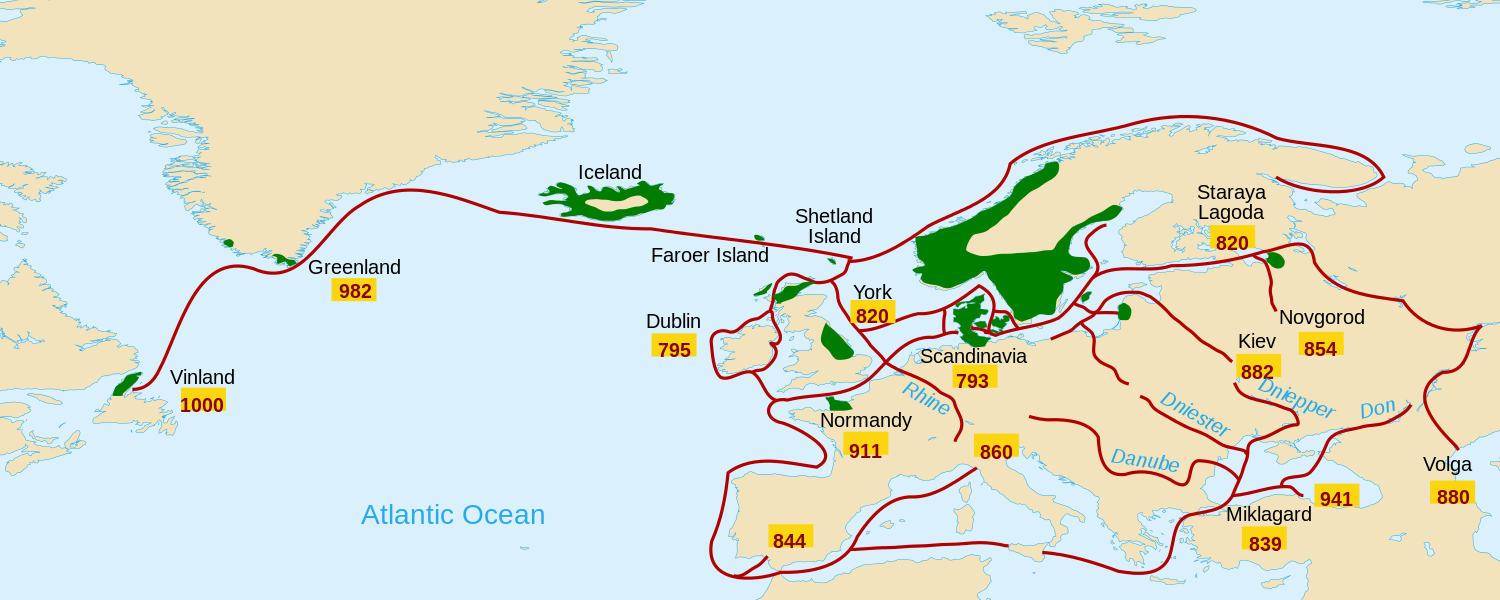 Iceland
Shetland
Island
Faroer Island
Staraya
Lagoda
820
Greenland
982
York
820
Dublin
795
Novgorod
854
Kiev
882
Scandinavia
793
Vinland
1000
Rhine
Normandy
911
Dniester
Dniepper
Don
Danube
860
Volga
880
941
Miklagard
839
Atlantic Ocean
844